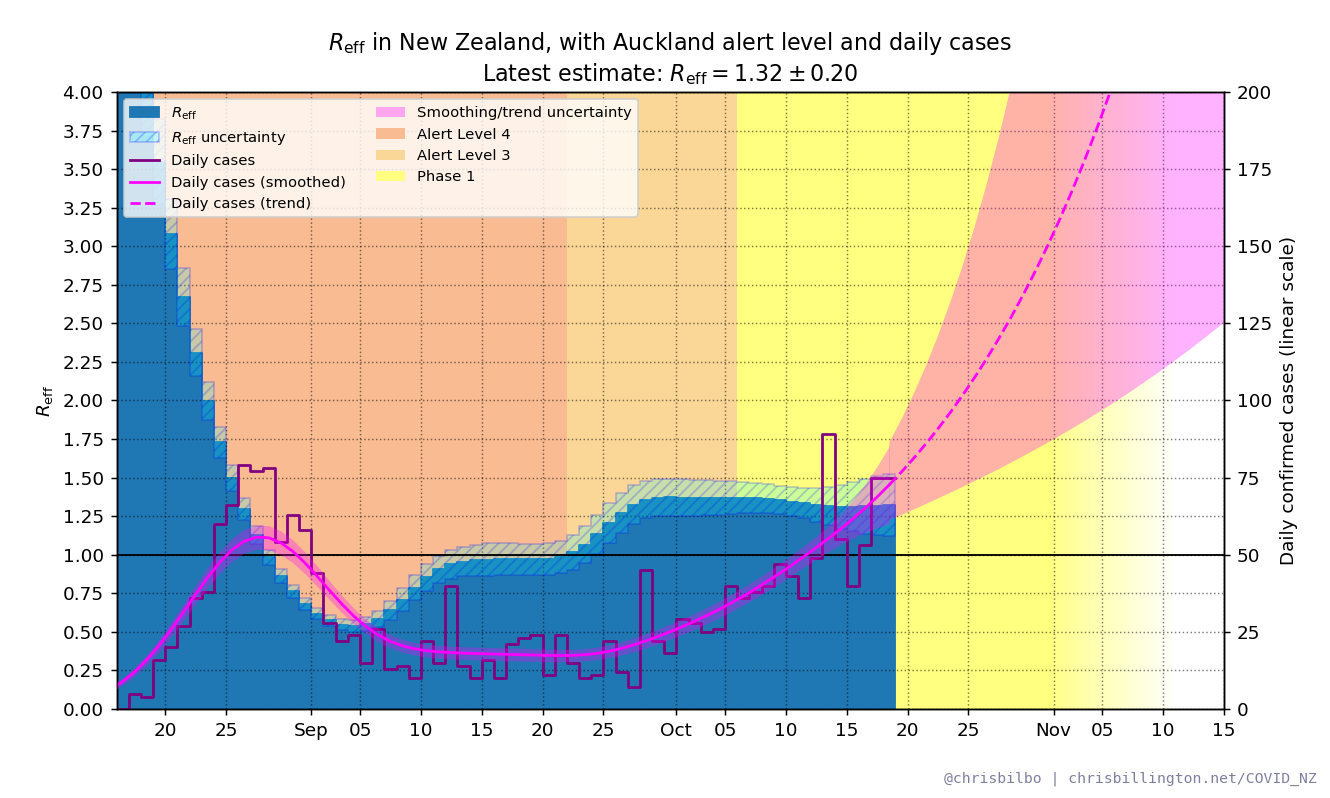 R_eff in New Zealand, with Auckland alert level and daily cases
Latest estimate: R_eff = 1.32 ± 0.20
R_eff
R_eff uncertainty
Daily cases
Daily cases (smoothed)
Daily cases (trend)
Smoothing/trend uncertainty
Alert Level 4
Alert Level 3
Phase 1
R_eff
4.00
3.75
3.50
3.25
3.00
2.75
2.50
2.25
2.00
1.75
1.50
1.25
1.00
0.75
0.50
0.25
0.00
200
175
150
125
100
75
50
25
0
Daily confirmed cases (linear scale)
20 25 Sep 05 10 15 20 25 Oct 05 10 15 20 25 Nov 05 10 15
@chrisbilbo | chrisbillington.net/COVID_NZ